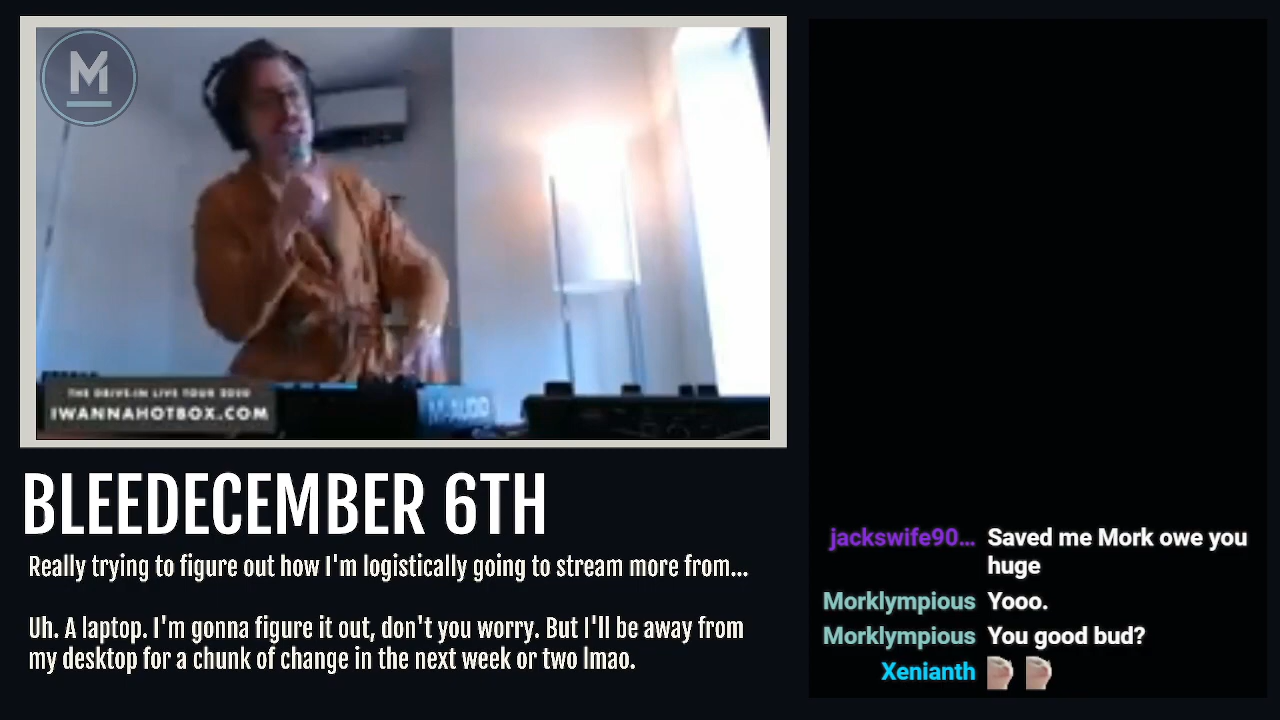 M
THE DRIVE-IN LIVE TOUR 2020
IWANNAHOTBOX.COM
M-AUDIO
BLEEDECEMBER 6TH
Really trying to figure out how I'm logistically going to stream more from...
Uh. A laptop. I'm gonna figure it out, don't you worry. But I'll be away from
my desktop for a chunk of change in the next week or two lmao.
jackswife90... Saved me Mork owe you
huge
Morklympious Yooo.
Morklympious You good bud?
Xenianth